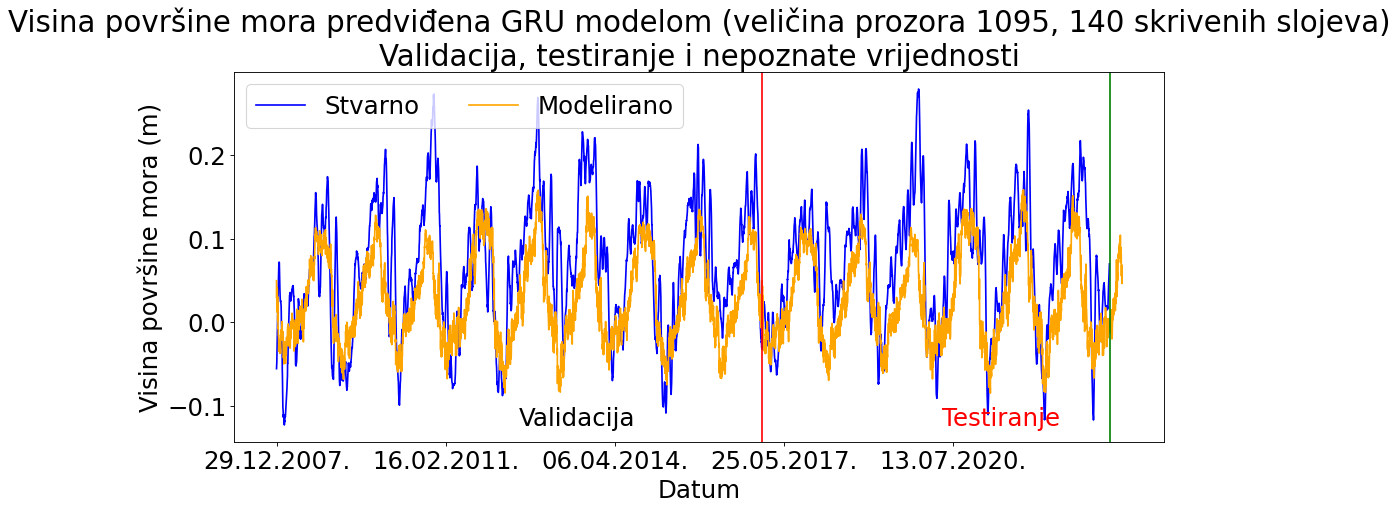 Visina površine mora predviđena GRU modelom (veličina prozora 1095, 140 skrivenih slojeva)
Validacija, testiranje i nepoznate vrijednosti
Stvarno
Modelirano
Visina površine mora (m)
0.2
0.1
0.0
−0.1
Validacija
Testiranje
29.12.2007.
16.02.2011.
06.04.2014.
25.05.2017.
13.07.2020.
Datum